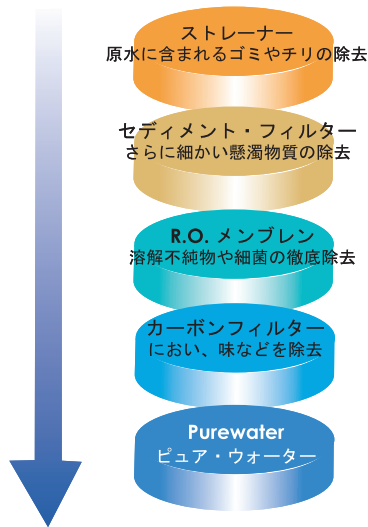 ストレーナー
原水に含まれるゴミやチリの除去
セディメント・フィルター
さらに細かい懸濁物質の除去
R.O. メンブレン
溶解不純物や細菌の徹底除去
カーボンフィルター
におい、味などを除去
Purewater
ピュア・ウォーター